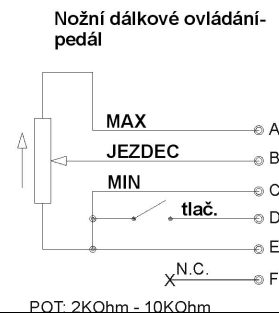 Nožní dálkové ovládání-
pedál
MAX
A
JEZDEC
B
MIN
C
tlač.
D
E
N.C.
F
POT: 2KOhm - 10KOhm